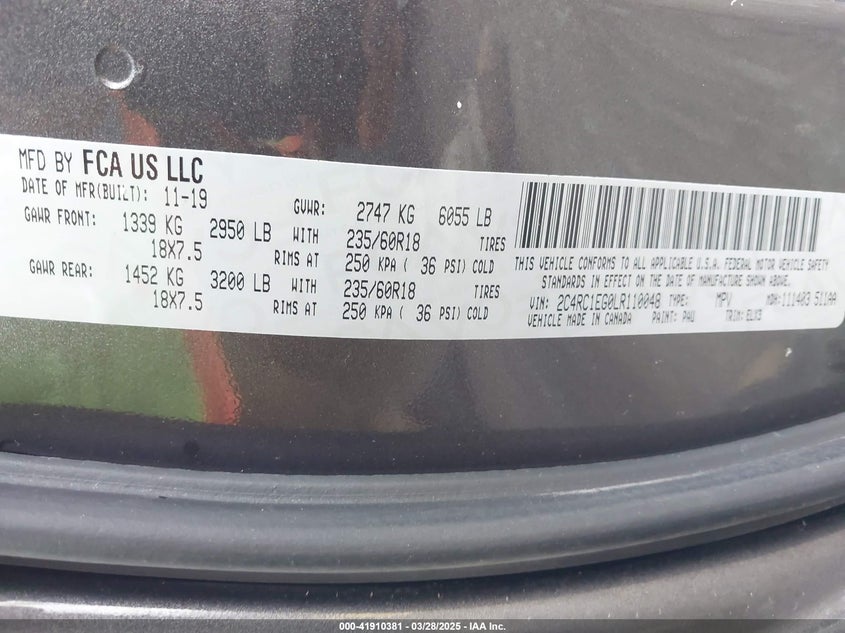 MFD BY FCA US LLC
DATE OF MFR(BUILT): 11-19 GVWR: 2747 KG 6055 LB
GAWR FRONT: 1339 KG 2950 LB WITH 235/60R18 TIRES
18X7.5 RIMS AT 250 KPA ( 36 PSI) COLD
GAWR REAR: 1452 KG 3200 LB WITH 235/60R18 TIRES
18X7.5 RIMS AT 250 KPA ( 36 PSI) COLD
THIS VEHICLE CONFORMS TO ALL APPLICABLE U.S.A. FEDERAL MOTOR VEHICLE SAFETY
STANDARDS IN EFFECT ON THE DATE OF MANUFACTURE SHOWN ABOVE.
VIN: 2C4RC1EG0LR110048 TYPE: MPV MDH: 111403 511AA
VEHICLE MADE IN CANADA PAINT: PAU TRIM: ELX9
000-41910381 - 03/28/2025 - IAA Inc.